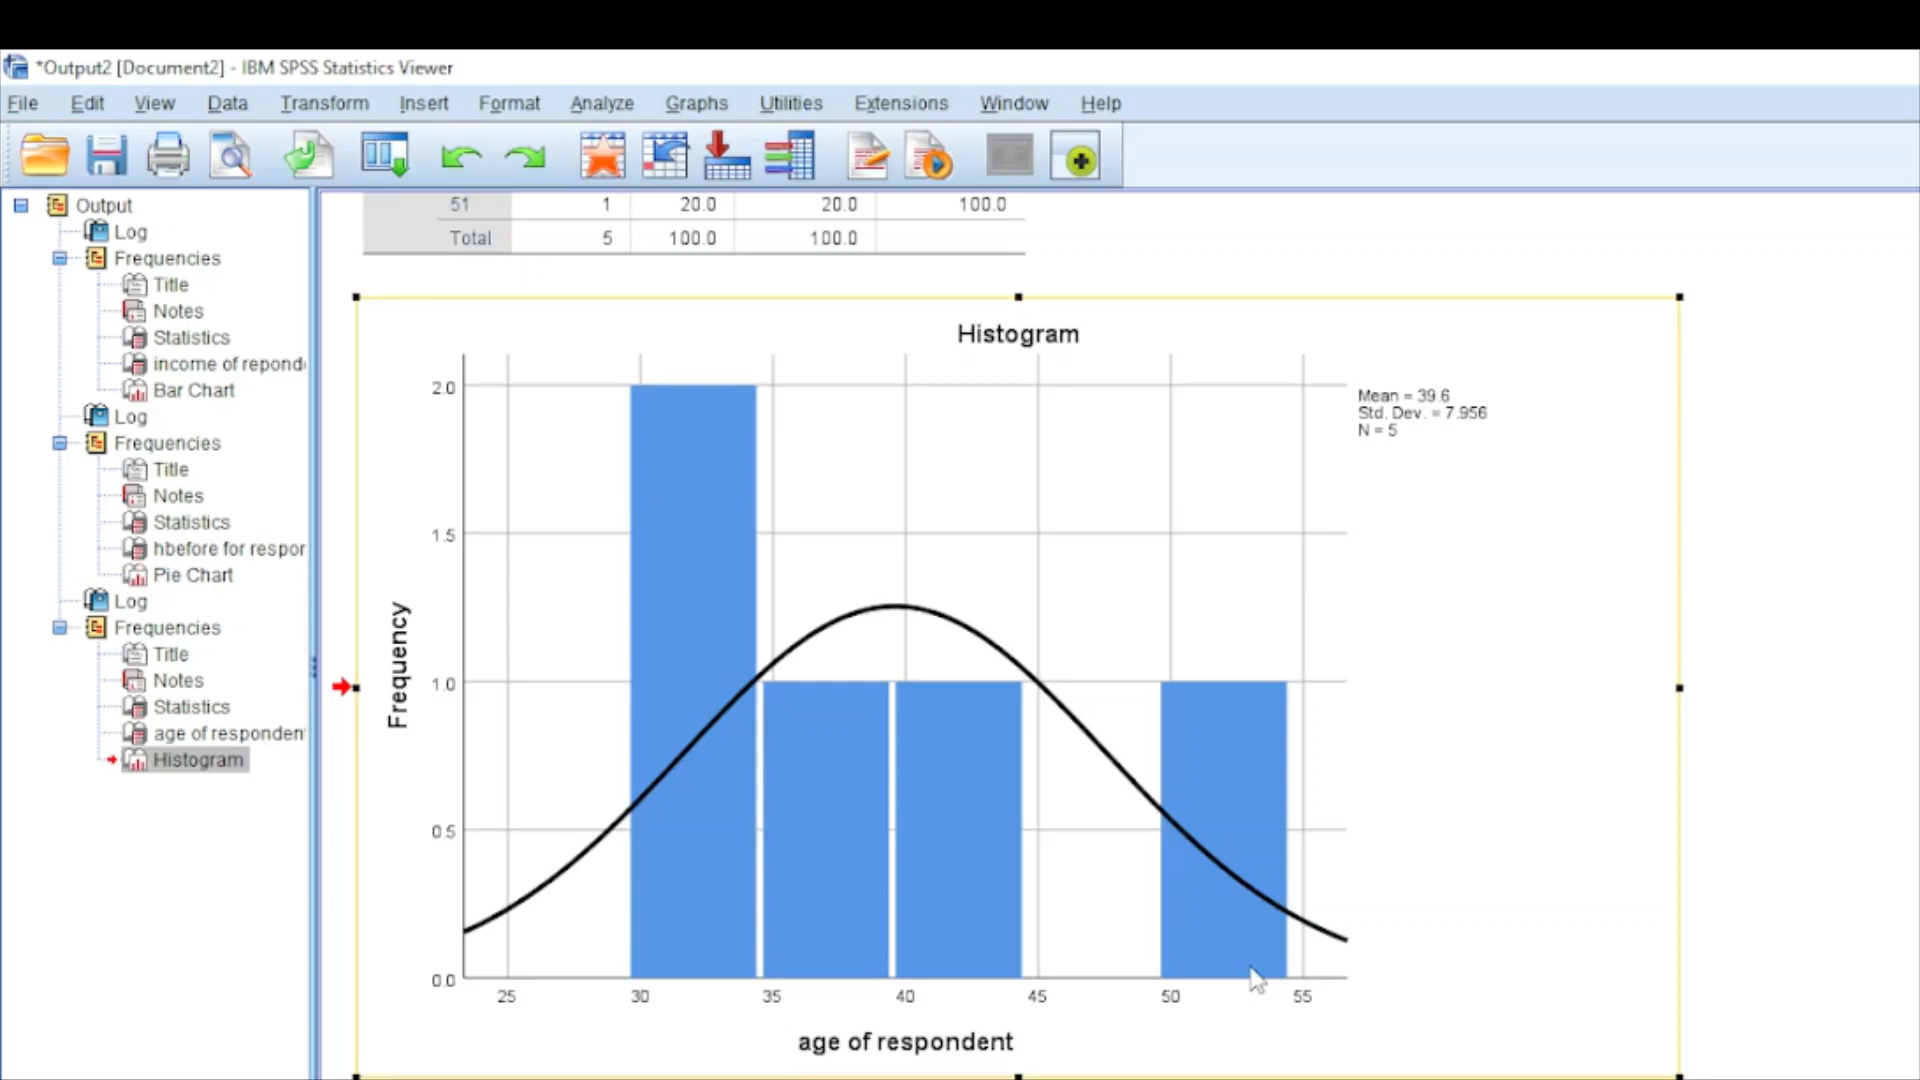 *Output2 [Document2] - IBM SPSS Statistics Viewer
File Edit View Data Transform Insert Format Analyze Graphs Utilities Extensions Window Help
Output
Log
Frequencies
Title
Notes
Statistics
income of repond
Bar Chart
Log
Frequencies
Title
Notes
Statistics
hbefore for respor
Pie Chart
Log
Frequencies
Title
Notes
Statistics
age of respondent
Histogram
51 1 20.0 20.0 100.0
Total 5 100.0 100.0
Histogram
Mean = 39.6
Std. Dev. = 7.956
N = 5
Frequency
2.0
1.5
1.0
0.5
0.0
25 30 35 40 45 50 55
age of respondent